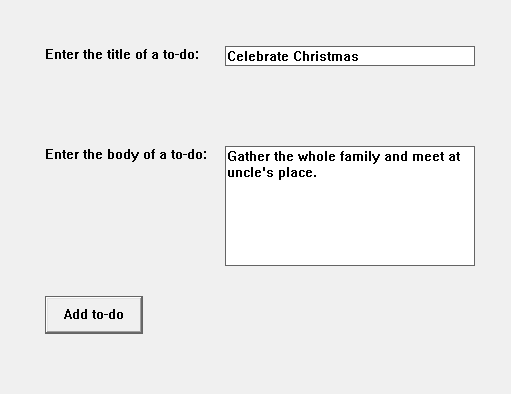 Enter the title of a to-do:
Celebrate Christmas
Enter the body of a to-do:
Gather the whole family and meet at
uncle's place.
Add to-do